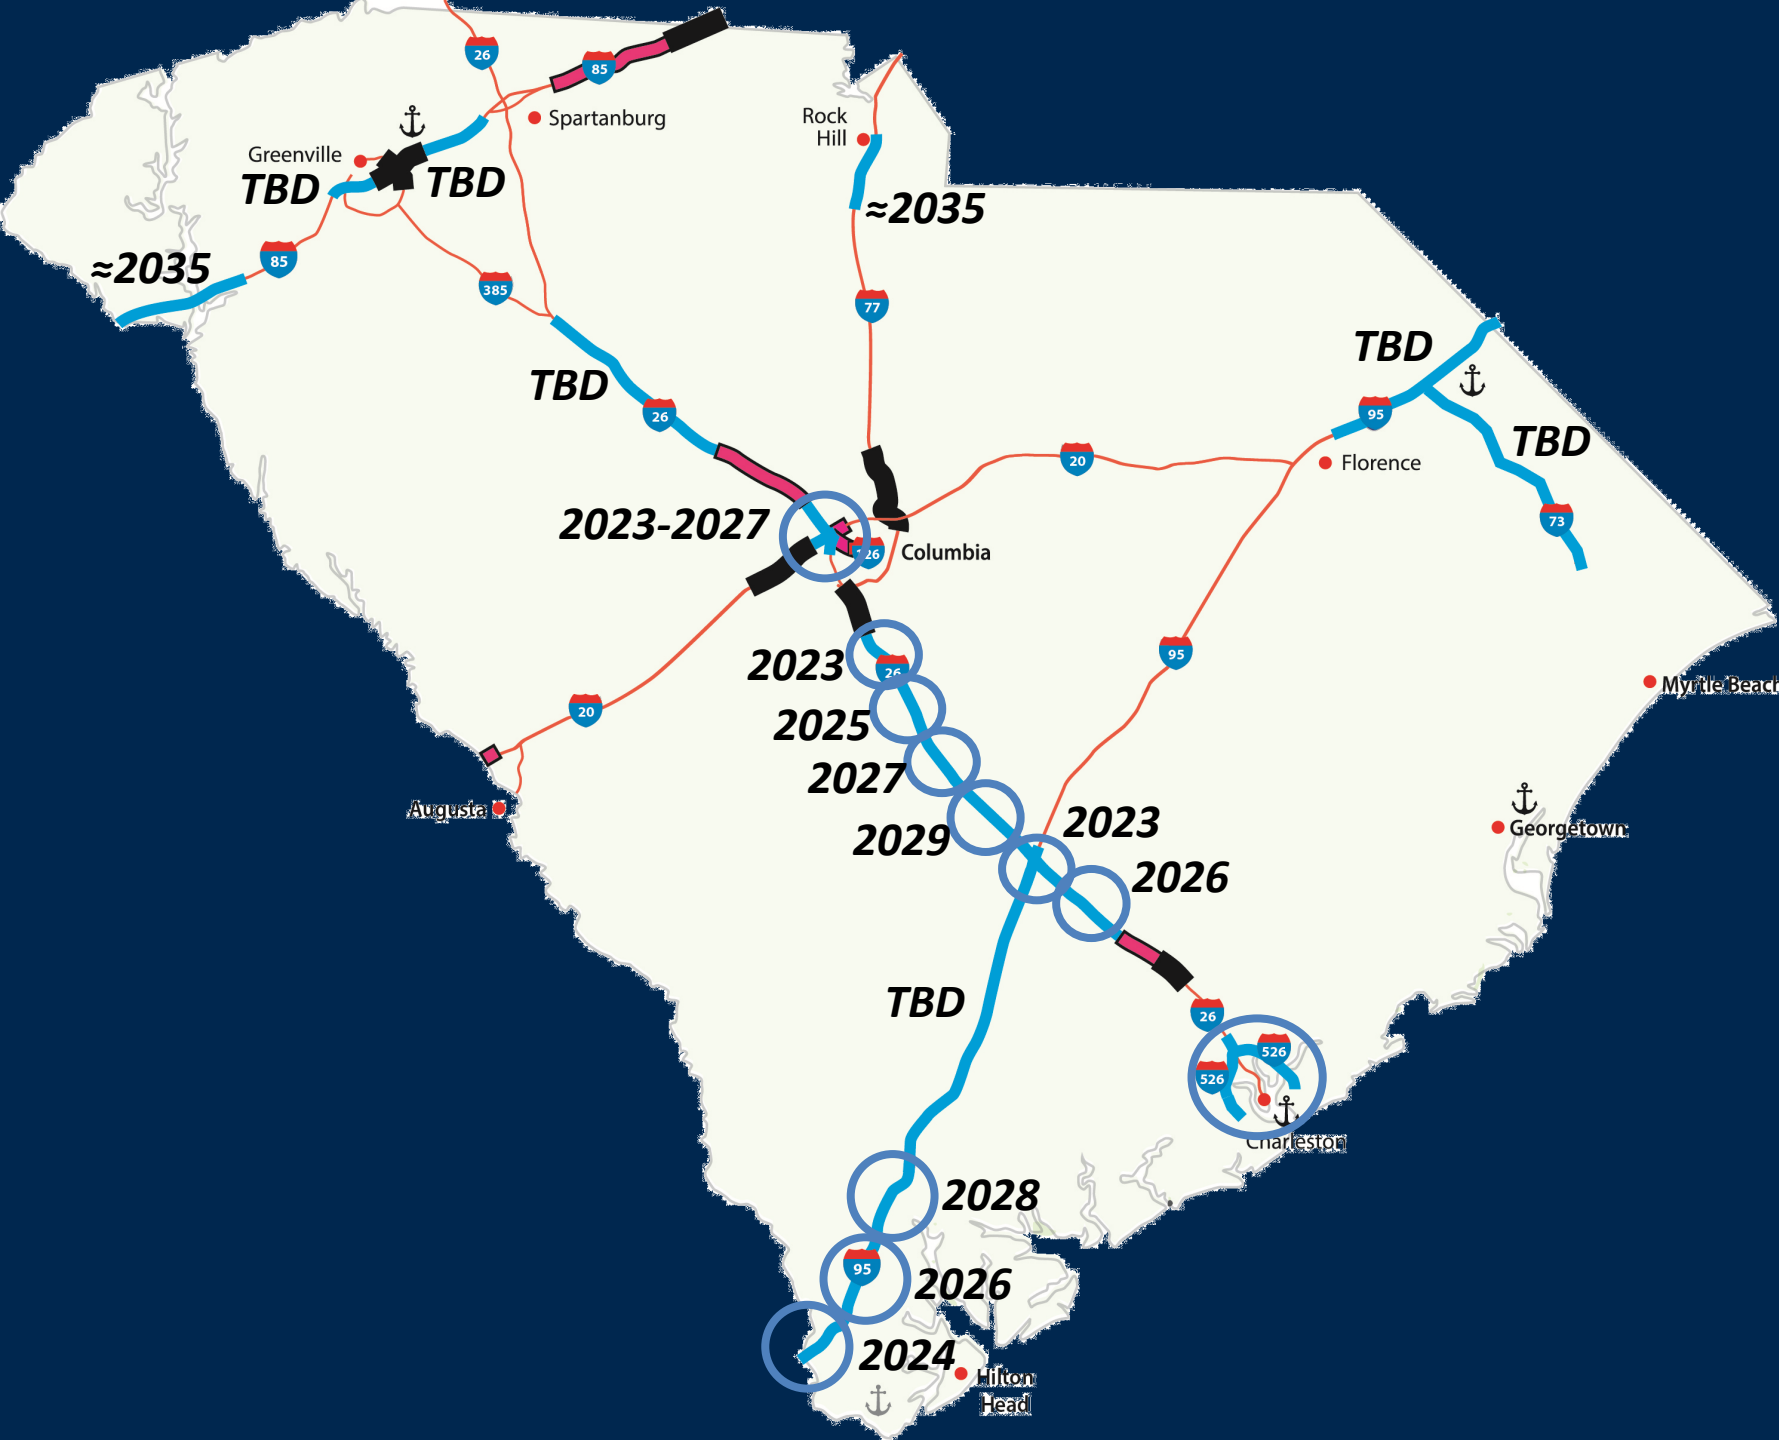 26
85
Spartanburg
Greenville
TBD
TBD
Rock
Hill
≈2035
≈2035
85
385
77
TBD
26
TBD
95
TBD
73
20
Florence
2023-2027
126
Columbia
2023
26
95
Myrtle Beach
20
2025
2027
Augusta
2029
2023
2026
Georgetown
TBD
26
526
526
Charleston
2028
95
2026
2024
Hilton
Head